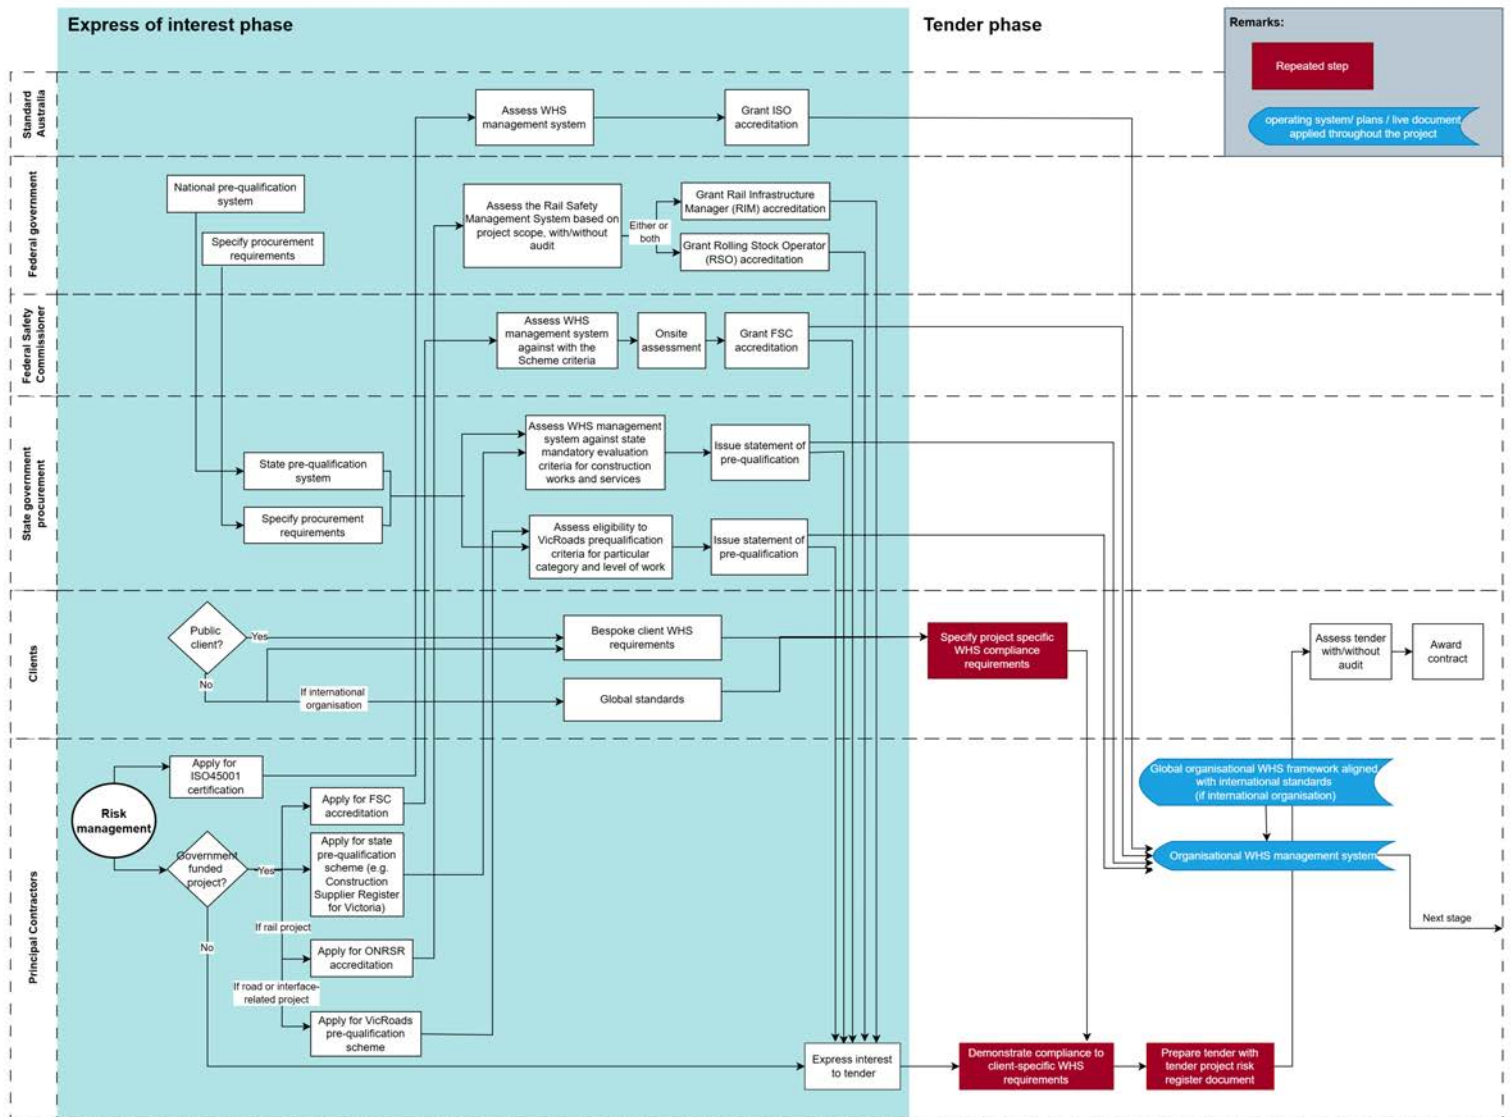 Express of interest phase
Tender phase
Remarks:
Repeated step
operating system/ plans / live document
applied throughout the project
Standard
Australia
Assess WHS
management system
Grant ISO
accreditation
Federal government
National pre-qualification
system
Specify procurement
requirements
Assess the Rail Safety
Management System based on
project scope, with/without
audit
Either or
both
Grant Rail Infrastructure
Manager (RIM) accreditation
Grant Rolling Stock Operator
(RSO) accreditation
Federal Safety
Commissioner
Assess WHS
management system
against with the
Scheme criteria
Onsite
assessment
Grant FSC
accreditation
State government
procurement
State pre-qualification
system
Specify procurement
requirements
Assess WHS management
system against state
mandatory evaluation
criteria for construction
works and services
Issue statement of
pre-qualification
Assess eligibility to
VicRoads prequalification
criteria for particular
category and level of work
Issue statement of
pre-qualification
Clients
Public
client?
Yes
No
If international
organisation
Bespoke client WHS
requirements
Global standards
Specify project specific
WHS compliance
requirements
Assess tender
with/without
audit
Award
contract
Principal Contractors
Risk
management
Apply for
ISO45001
certification
Government
funded
project?
Yes
No
If rail project
If road or interface-
related project
Apply for FSC
accreditation
Apply for state
pre-qualification
scheme (e.g.
Construction
Supplier Register
for Victoria)
Apply for ONRSR
accreditation
Apply for VicRoads
pre-qualification
scheme
Express interest
to tender
Demonstrate compliance to
client-specific WHS
requirements
Prepare tender with
tender project risk
register document
Global organisational WHS framework aligned
with international standards
(if international organisation)
Organisational WHS management system
Next stage